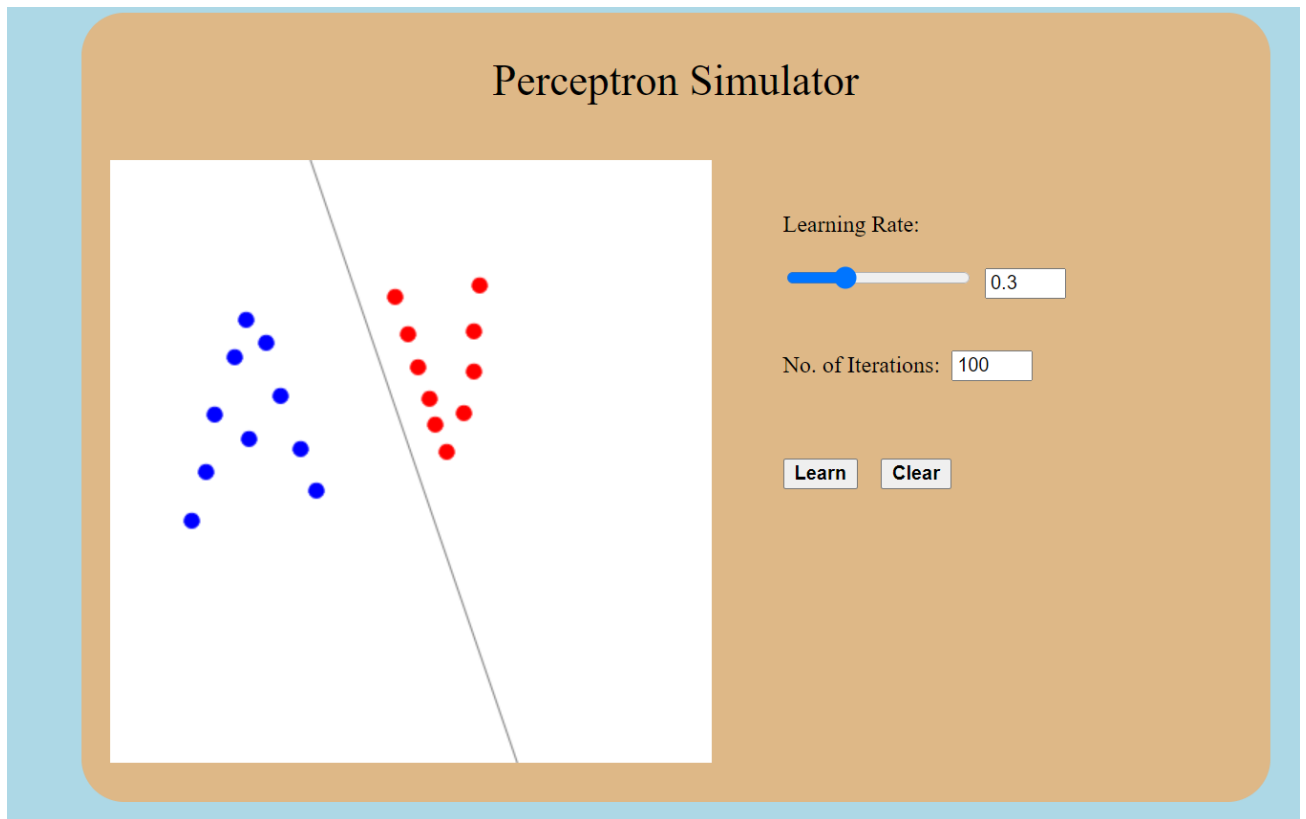 Perceptron Simulator
Learning Rate:
0.3
No. of Iterations: 100
Learn Clear